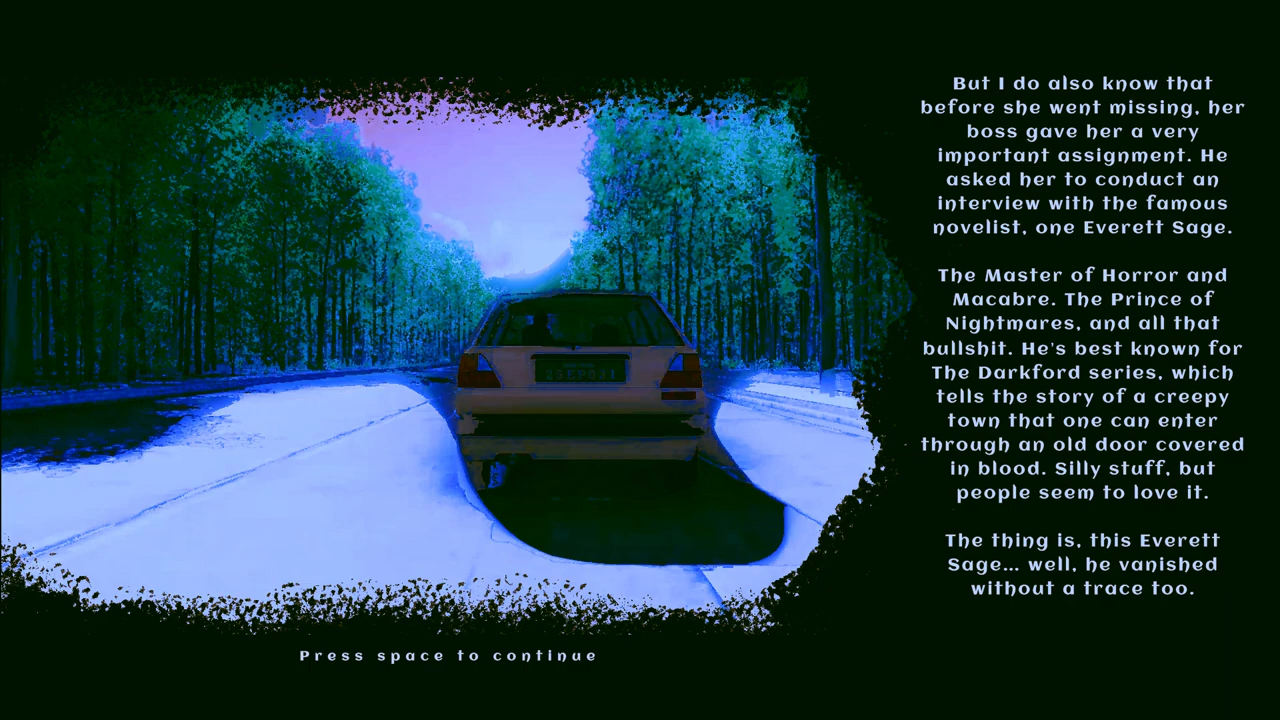 But I do also know that
before she went missing, her
boss gave her a very
important assignment. He
asked her to conduct an
interview with the famous
novelist, one Everett Sage.
The Master of Horror and
Macabre. The Prince of
Nightmares, and all that
bullshit. He's best known for
The Darkford series, which
tells the story of a creepy
town that one can enter
through an old door covered
in blood. Silly stuff, but
people seem to love it.
The thing is, this Everett
Sage... well, he vanished
without a trace too.
Press space to continue